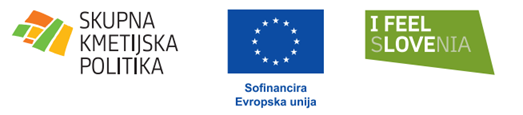 SKUPNA
KMETIJSKA
POLITIKA
Sofinancira
Evropska unija
I FEEL
SLOVENIA